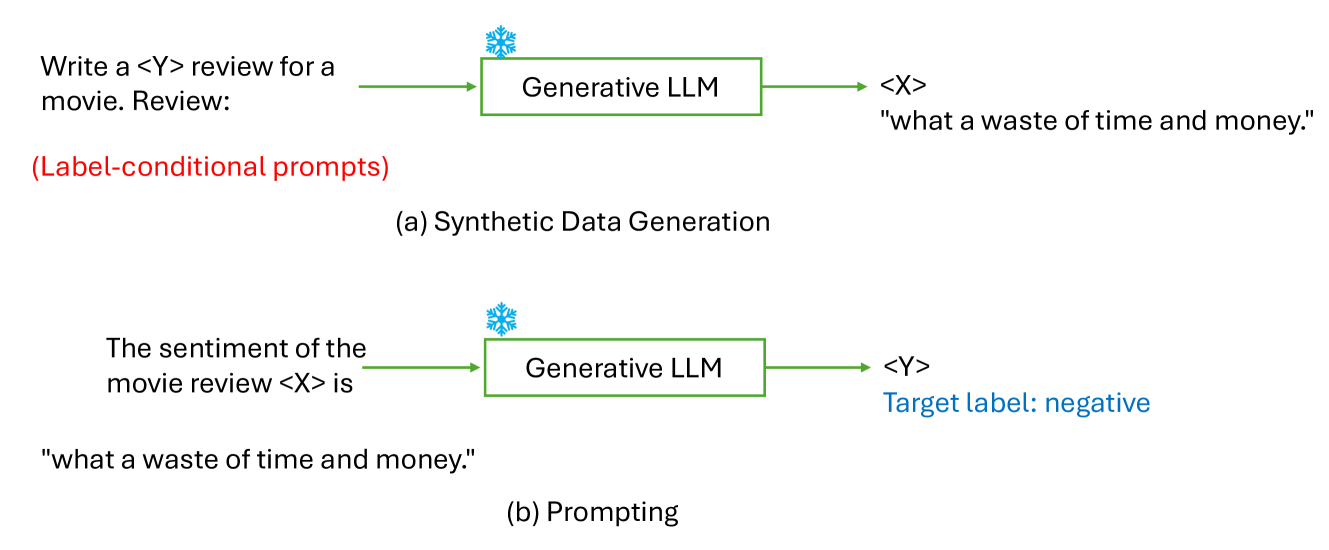 Write a <Y> review for a
movie. Review:
Generative LLM
<X>
"what a waste of time and money."
(Label-conditional prompts)
(a) Synthetic Data Generation
The sentiment of the
movie review <X> is
Generative LLM
<Y>
Target label: negative
"what a waste of time and money."
(b) Prompting